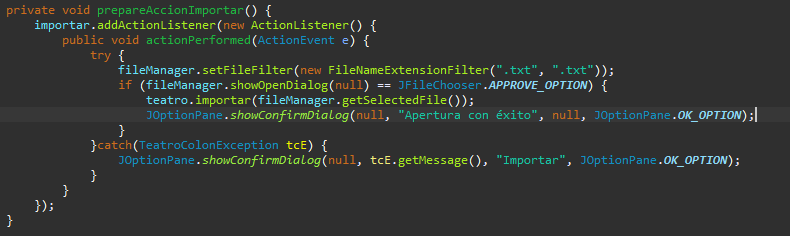 private void prepareAccionImportar() {
    importar.addActionListener(new ActionListener() {
        public void actionPerformed(ActionEvent e) {
            try {
                fileManager.setFileFilter(new FileNameExtensionFilter(".txt", ".txt"));
                if (fileManager.showOpenDialog(null) == JFileChooser.APPROVE_OPTION) {
                    teatro.importar(fileManager.getSelectedFile());
                    JOptionPane.showConfirmDialog(null, "Apertura con éxito", null, JOptionPane.OK_OPTION);
                }
            }catch(TeatroColonException tcE) {
                JOptionPane.showConfirmDialog(null, tcE.getMessage(), "Importar", JOptionPane.OK_OPTION);
            }
        }
    });
}